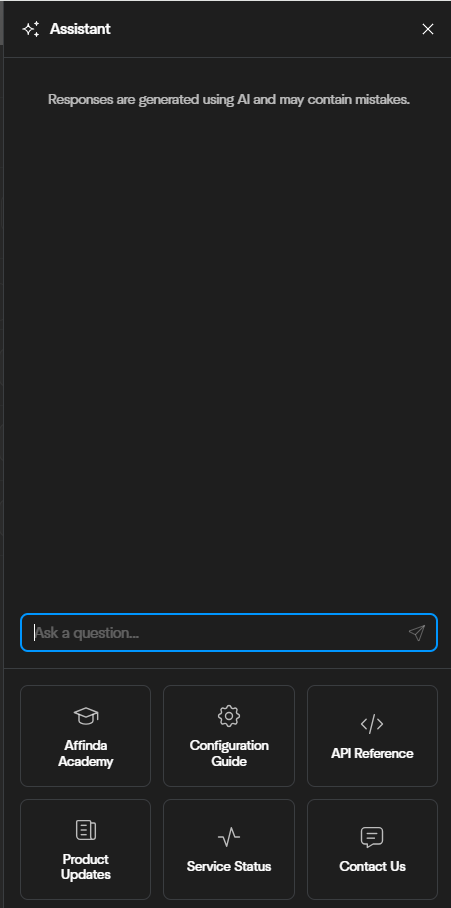 Assistant
Responses are generated using AI and may contain mistakes.
Ask a question...
Affinda
Academy
Configuration
Guide
API Reference
Product
Updates
Service Status
Contact Us